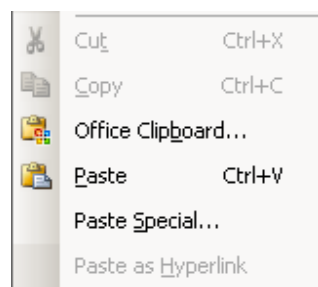 Cut Ctrl+X
Copy Ctrl+C
Office Clipboard...
Paste Ctrl+V
Paste Special...
Paste as Hyperlink